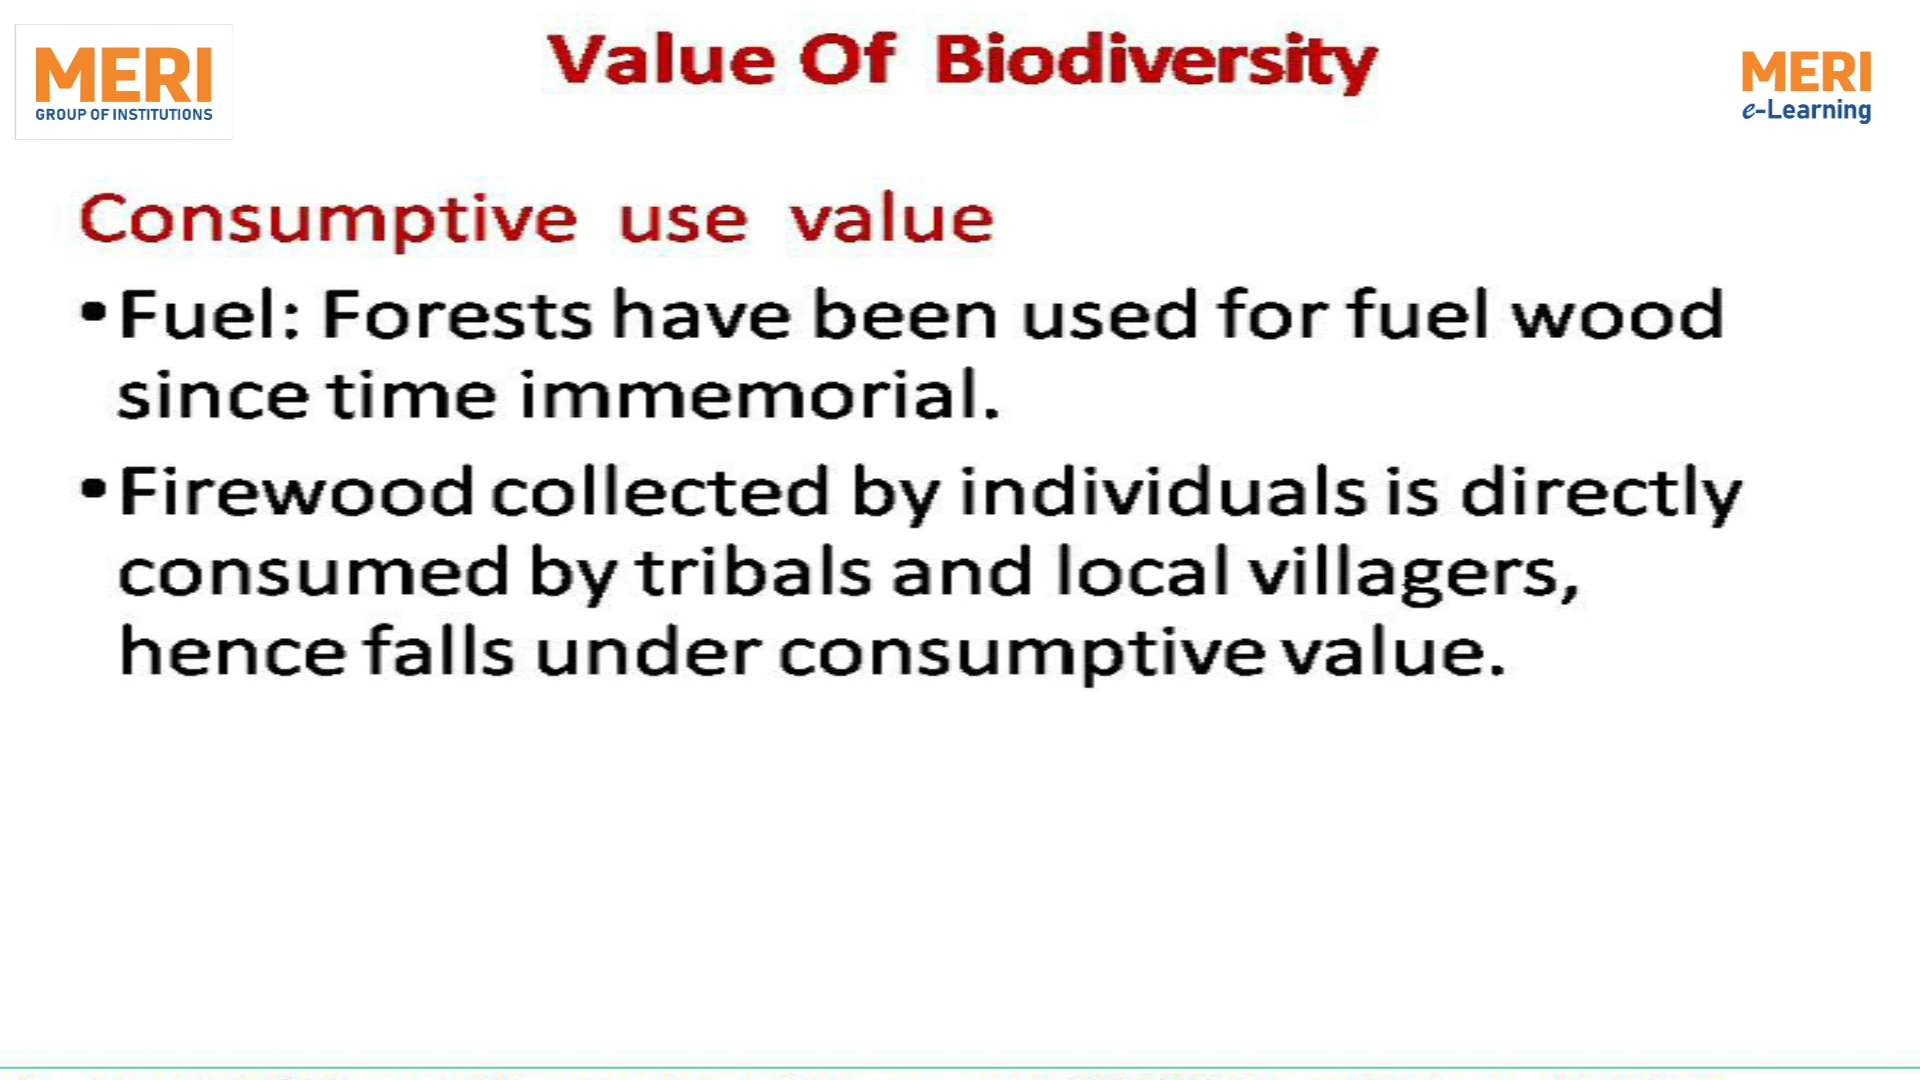 MERI
GROUP OF INSTITUTIONS
Value Of Biodiversity
MERI
e-Learning
Consumptive use value
•Fuel: Forests have been used for fuel wood
since time immemorial.
•Firewood collected by individuals is directly
consumed by tribals and local villagers,
hence falls under consumptive value.